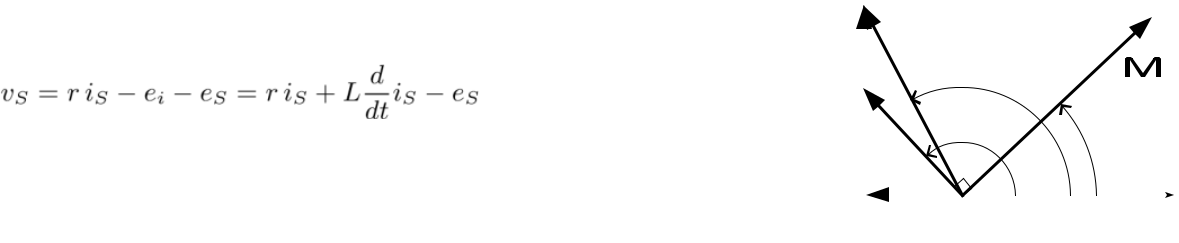 v_S = r i_S − e_i − e_S = r i_S + L \frac{d}{dt} i_S − e_S
M